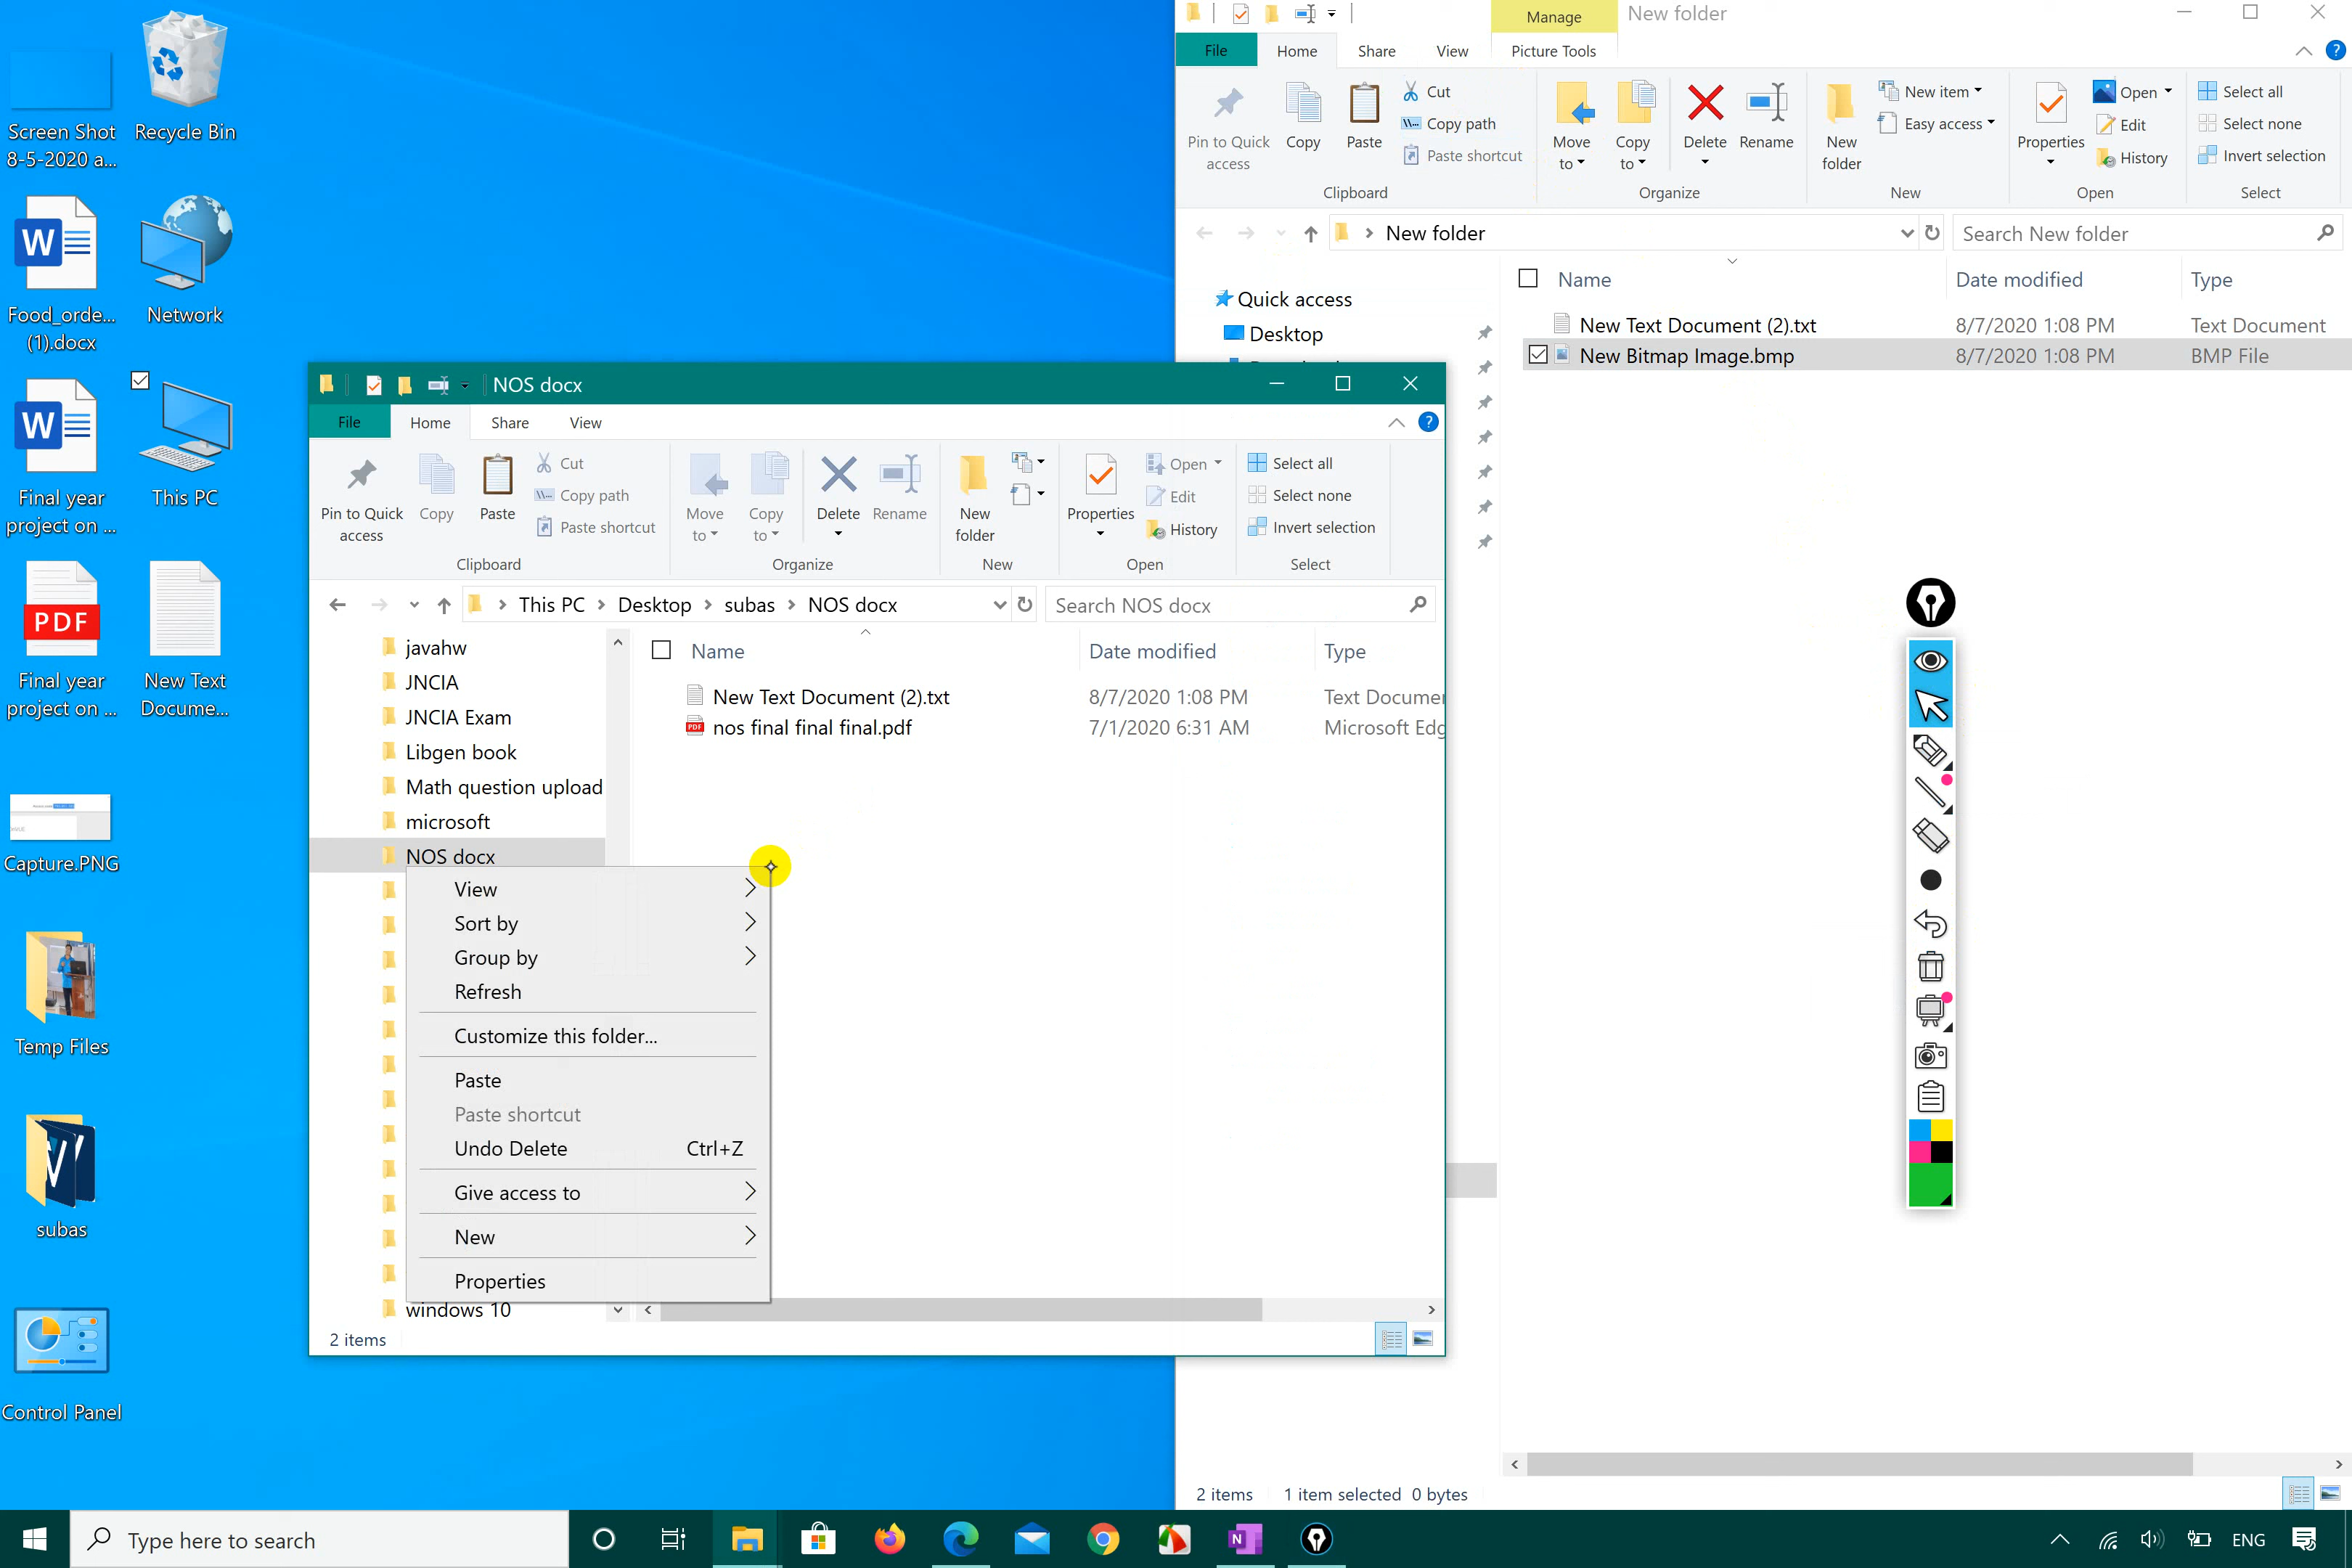 Screen Shot
8-5-2020 a...
Recycle Bin
Food_orde...
(1).docx
Network
Final year
project on ...
This PC
PDF
Final year
project on ...
New Text
Docume...
Capture.PNG
Temp Files
subas
Control Panel
Manage
New folder
File
Home
Share
View
Picture Tools
Pin to Quick
access
Copy
Paste
Cut
Copy path
Paste shortcut
Clipboard
Move
to
Copy
to
Delete
Rename
Organize
New
folder
New item
Easy access
New
Properties
Open
Edit
History
Open
Select all
Select none
Invert selection
Select
New folder
Search New folder
Quick access
Desktop
Name
Date modified
Type
New Text Document (2).txt
8/7/2020 1:08 PM
Text Document
New Bitmap Image.bmp
8/7/2020 1:08 PM
BMP File
2 items
1 item selected
0 bytes
NOS docx
File
Home
Share
View
Pin to Quick
access
Copy
Paste
Cut
Copy path
Paste shortcut
Clipboard
Move
to
Copy
to
Delete
Rename
Organize
New
folder
New
Properties
Open
Edit
History
Open
Select all
Select none
Invert selection
Select
This PC
Desktop
subas
NOS docx
Search NOS docx
javahw
JNCIA
JNCIA Exam
Libgen book
Math question upload
microsoft
NOS docx
windows 10
Name
Date modified
Type
New Text Document (2).txt
8/7/2020 1:08 PM
Text Docume
nos final final final.pdf
7/1/2020 6:31 AM
Microsoft Edg
View
Sort by
Group by
Refresh
Customize this folder...
Paste
Paste shortcut
Undo Delete
Ctrl+Z
Give access to
New
Properties
2 items
Type here to search
ENG